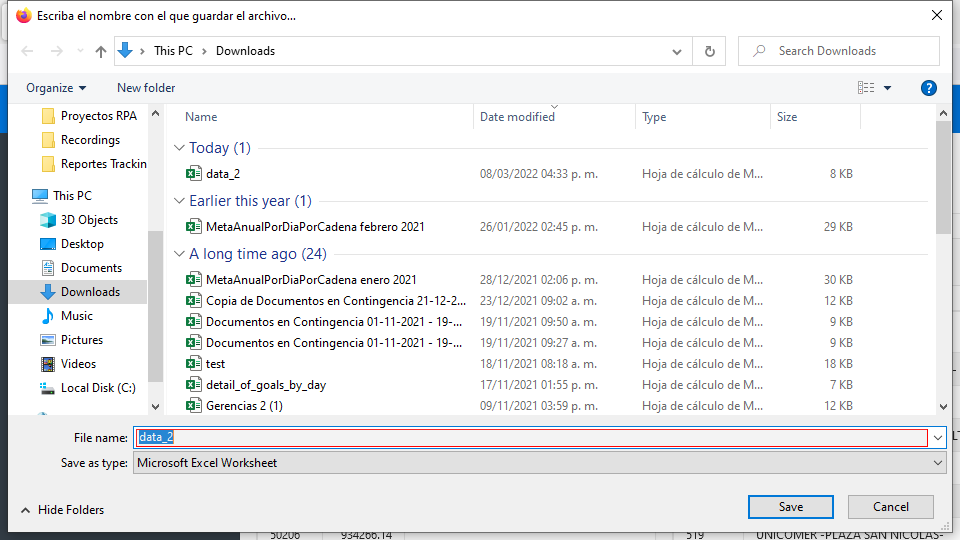 Escriba el nombre con el que guardar el archivo...
This PC > Downloads
Search Downloads
Organize
New folder
Proyectos RPA
Recordings
Reportes Trackin
This PC
3D Objects
Desktop
Documents
Downloads
Music
Pictures
Videos
Local Disk (C:)
Name Date modified Type Size
Today (1)
data_2 08/03/2022 04:33 p. m. Hoja de cálculo de M... 8 KB
Earlier this year (1)
MetaAnualPorDiaPorCadena febrero 2021 26/01/2022 02:45 p. m. Hoja de cálculo de M... 29 KB
A long time ago (24)
MetaAnualPorDiaPorCadena enero 2021 28/12/2021 02:06 p. m. Hoja de cálculo de M... 30 KB
Copia de Documentos en Contingencia 21-12-2... 23/12/2021 09:02 a. m. Hoja de cálculo de M... 12 KB
Documentos en Contingencia 01-11-2021 - 19-... 19/11/2021 09:50 a. m. Hoja de cálculo de M... 9 KB
Documentos en Contingencia 01-11-2021 - 19-... 19/11/2021 09:27 a. m. Hoja de cálculo de M... 9 KB
test 18/11/2021 08:18 a. m. Hoja de cálculo de M... 18 KB
detail_of_goals_by_day 17/11/2021 01:55 p. m. Hoja de cálculo de M... 7 KB
Gerencias 2 (1) 09/11/2021 03:59 p. m. Hoja de cálculo de M... 12 KB
File name: data_2
Save as type: Microsoft Excel Worksheet
Hide Folders
Save
Cancel
50206 934266.14 519 UNICOMER -PLAZA SAN NICOLAS-